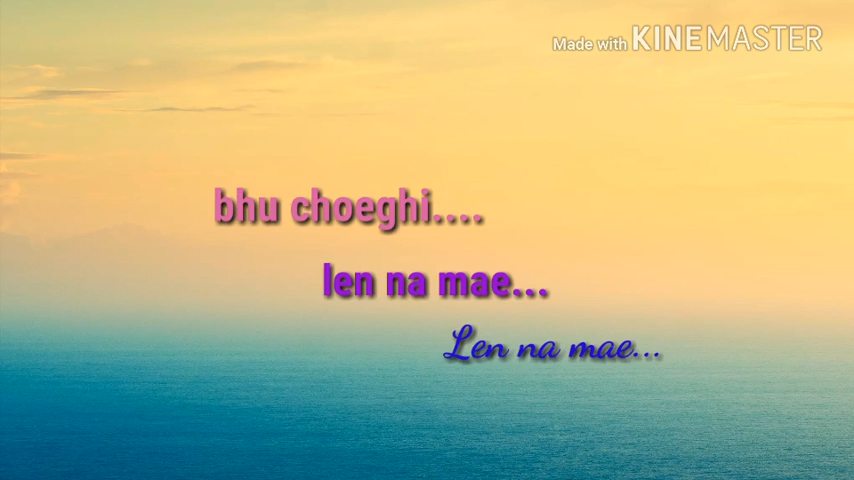 Made with KINEMASTER
bhu choeghi....
len na mae...
Len na mae...